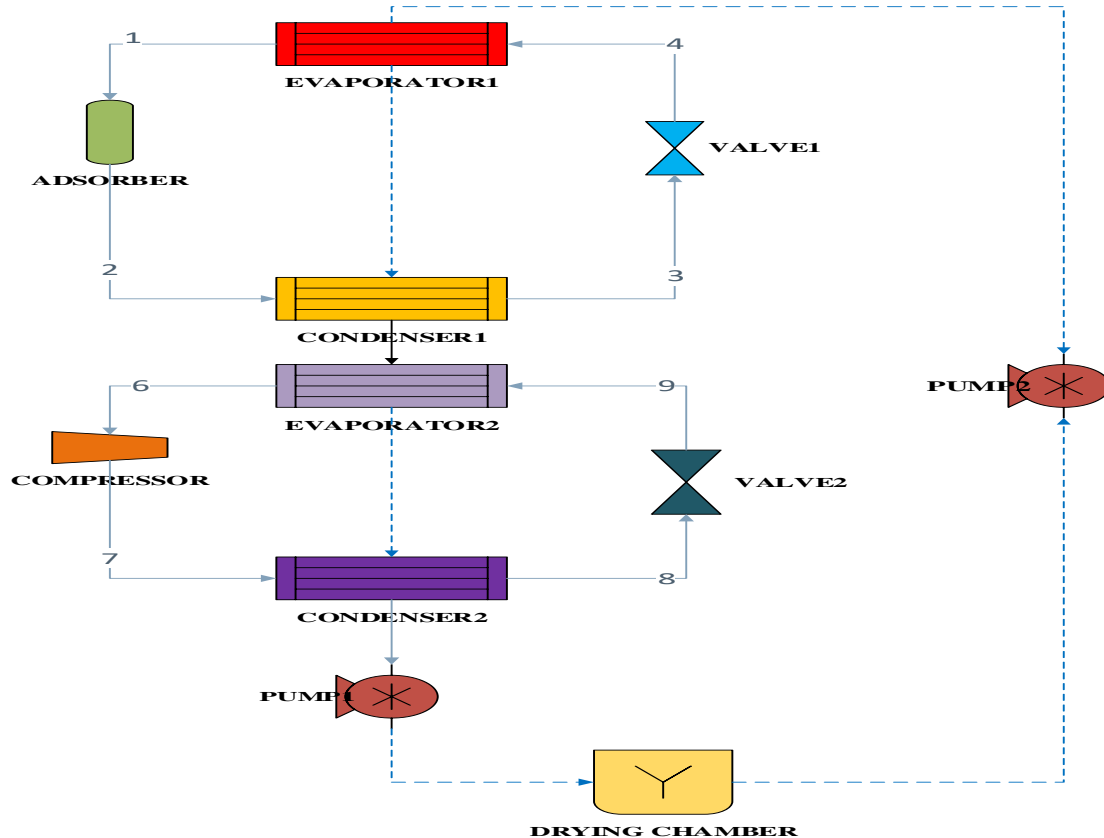 1
4
EVAPORATOR1
VALVE1
ADSORBER
2
3
CONDENSER1
6
9
PUMP2
EVAPORATOR2
COMPRESSOR
VALVE2
7
8
CONDENSER2
PUMP1
DRYING CHAMBER